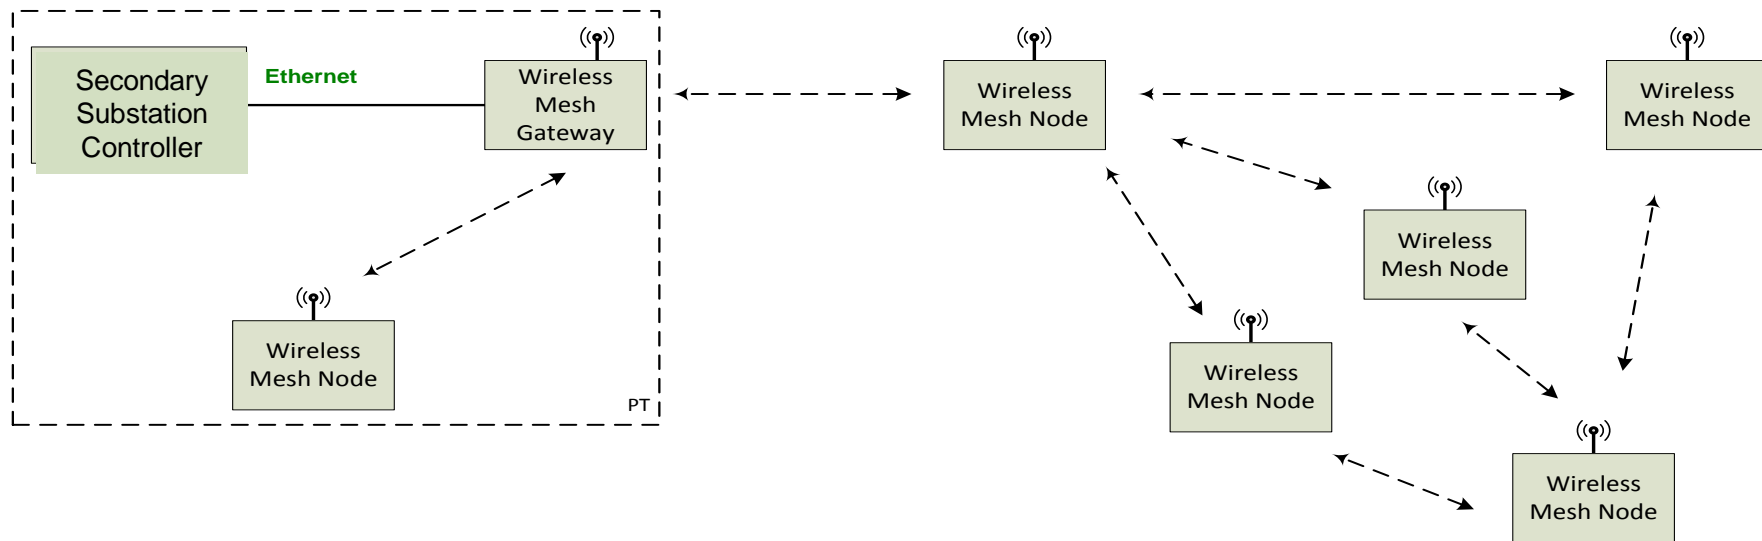 Secondary
Substation
Controller
Ethernet
Wireless
Mesh
Gateway
Wireless
Mesh Node
PT
Wireless
Mesh Node
Wireless
Mesh Node
Wireless
Mesh Node
Wireless
Mesh Node
Wireless
Mesh Node